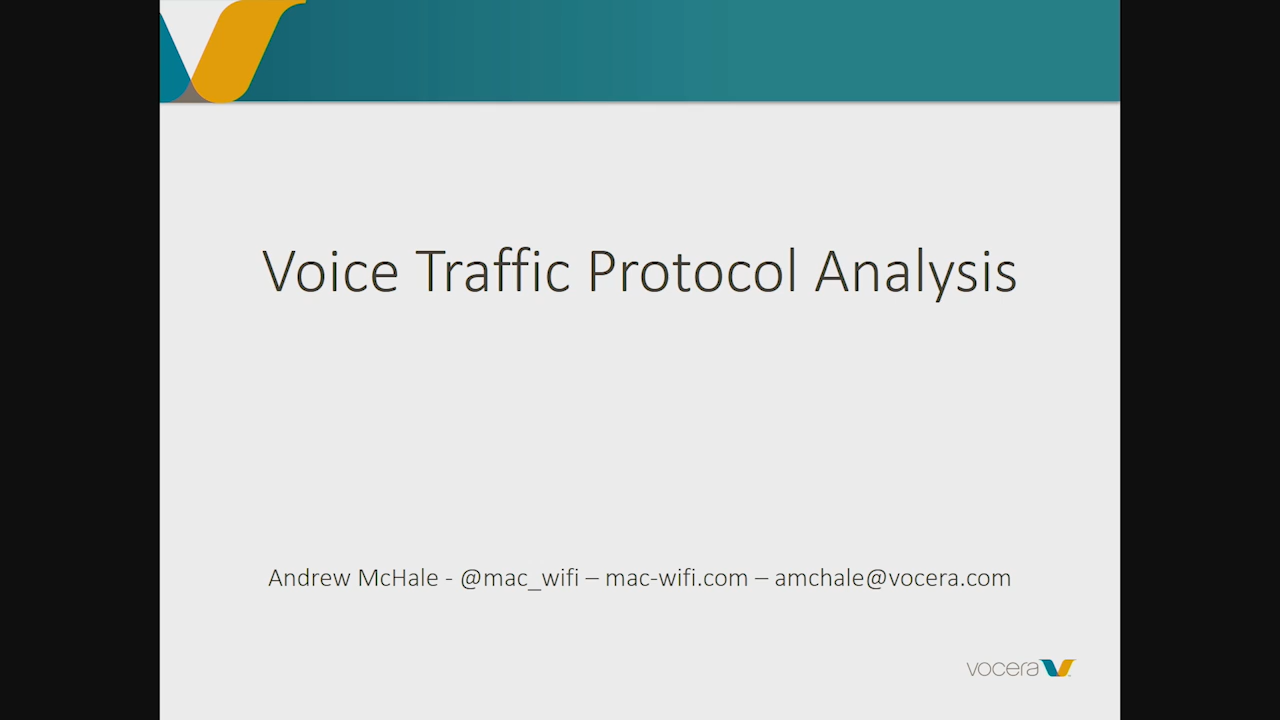 Voice Traffic Protocol Analysis
Andrew McHale - @mac_wifi – mac-wifi.com – amchale@vocera.com
vocera